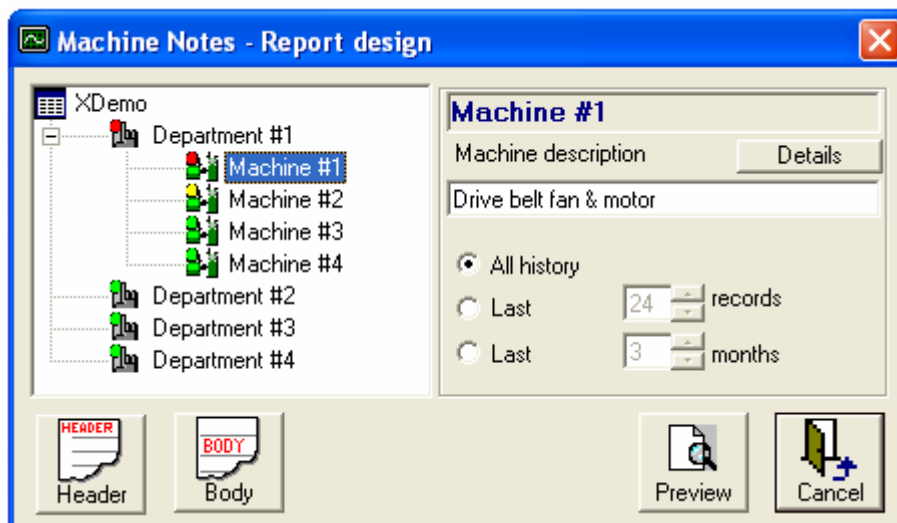 Machine Notes - Report design
XDemo
Department #1
Machine #1
Machine #2
Machine #3
Machine #4
Department #2
Department #3
Department #4
Machine #1
Machine description
Details
Drive belt fan & motor
All history
Last 24 records
Last 3 months
HEADER
Header
BODY
Body
Preview
Cancel